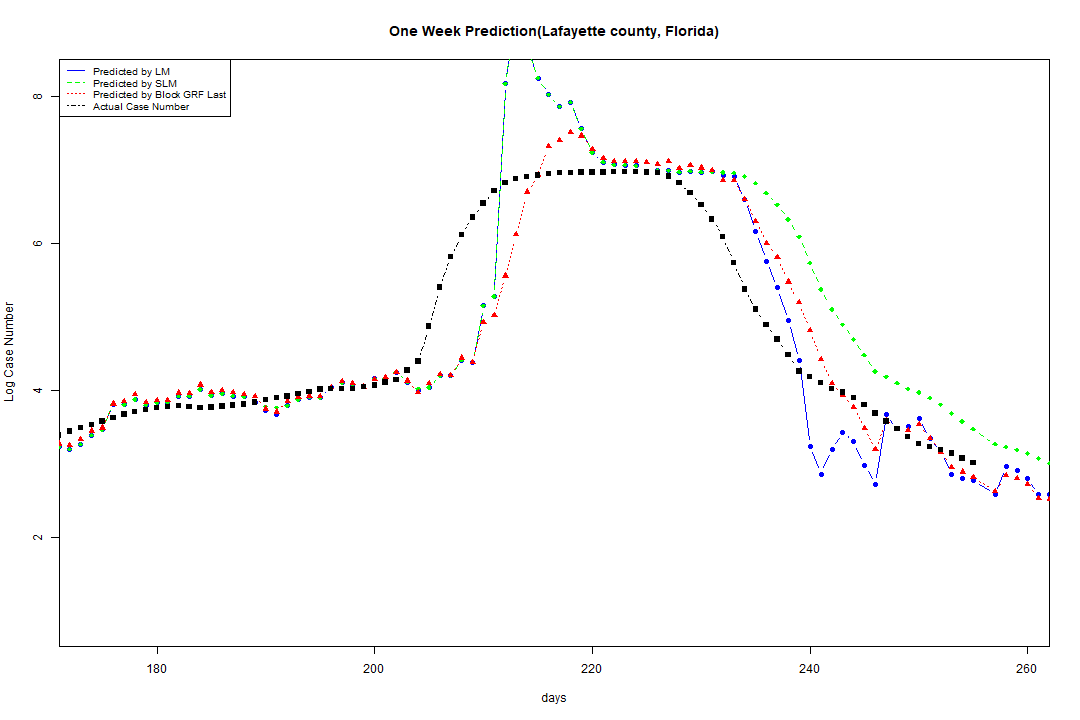 One Week Prediction(Lafayette county, Florida)
Predicted by LM
Predicted by SLM
Predicted by Block GRF Last
Actual Case Number
8
6
4
2
Log Case Number
180 200 220 240 260
days